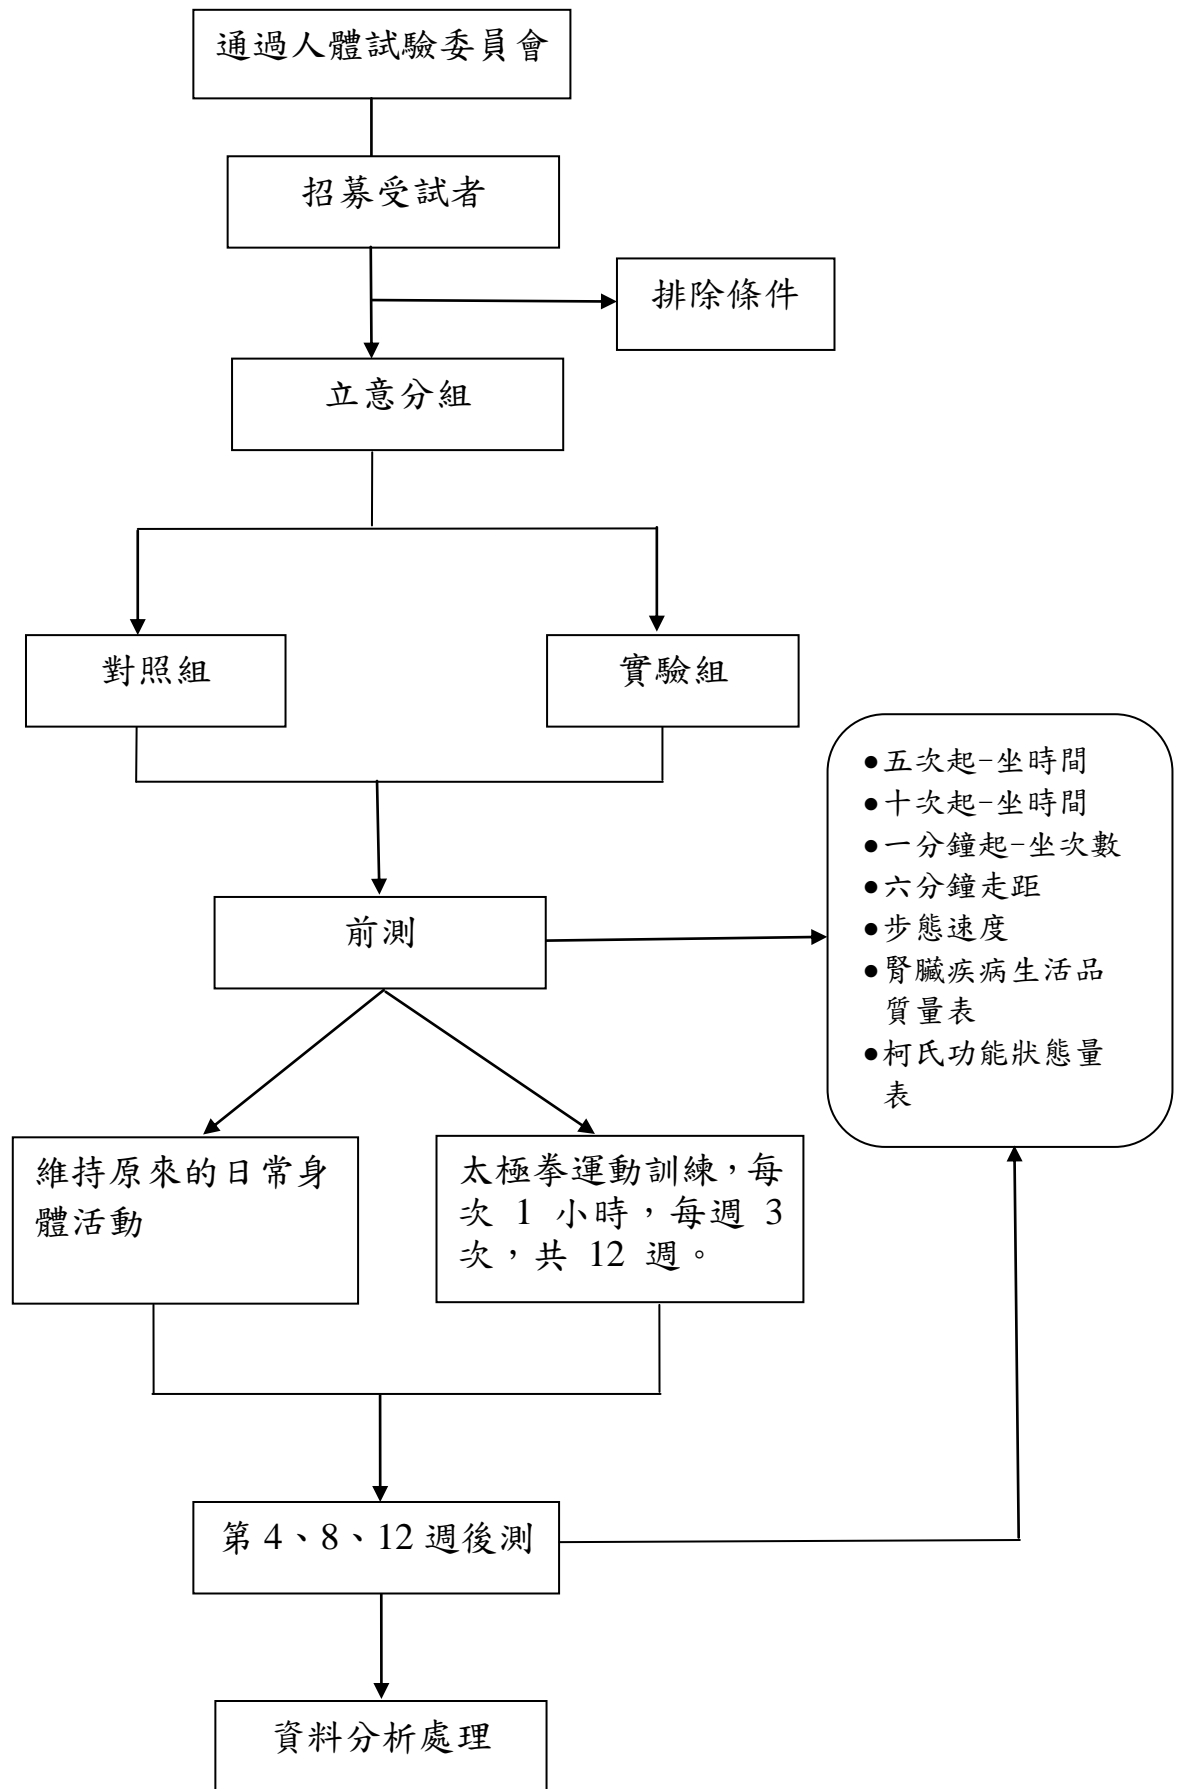 通過人體試驗委員會
招募受試者
排除條件
立意分組
對照組
實驗組
●五次起-坐時間
●十次起-坐時間
●一分鐘起-坐次數
●六分鐘走距
●步態速度
●腎臟疾病生活品
質量表
●柯氏功能狀態量
表
前測
維持原來的日常身
體活動
太極拳運動訓練，每
次 1 小時，每週 3
次，共 12 週。
第 4、8、12 週後測
資料分析處理